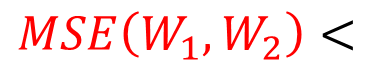 MSE(W₁, W₂) <